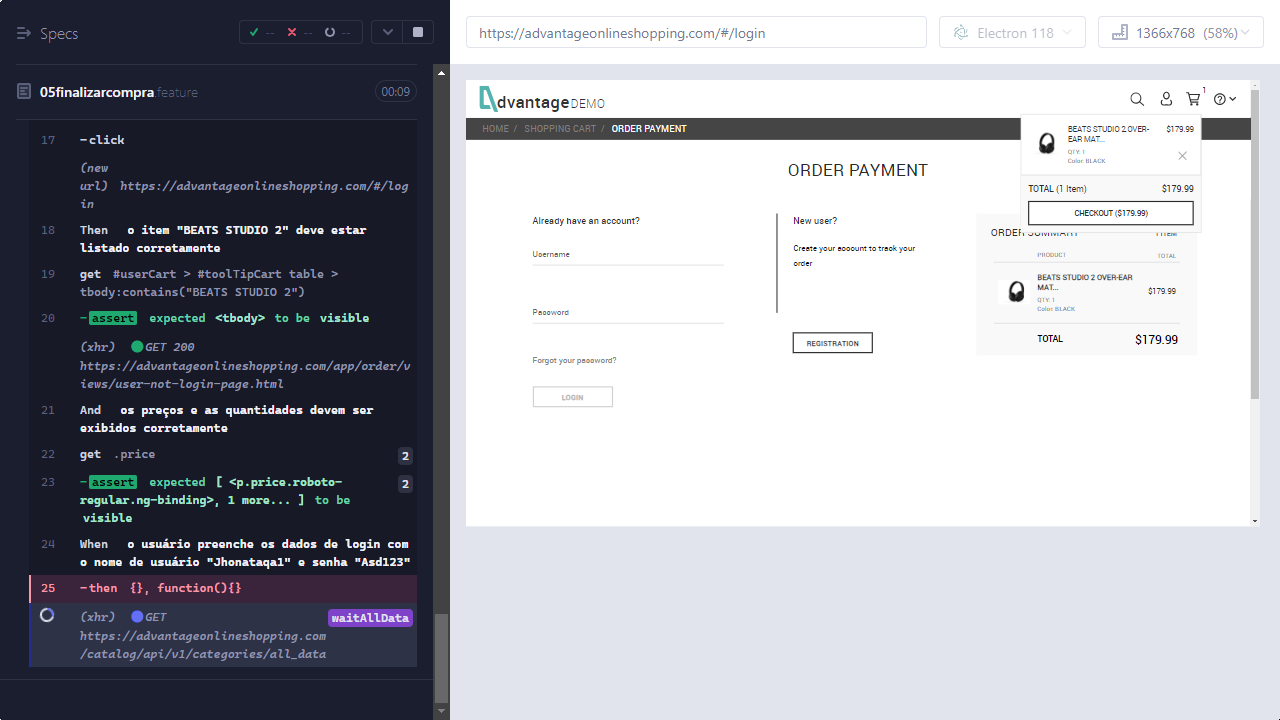 Specs
--
--
--
05finalizarcompra.feature
00:09
17 -click
(new url) https://advantageonlineshopping.com/#/log
in
18 Then o item "BEATS STUDIO 2" deve estar
listado corretamente
19 get #userCart > #toolTipCart table >
tbody:contains("BEATS STUDIO 2")
20 -assert expected <tbody> to be visible
(xhr) GET 200
https://advantageonlineshopping.com/app/order/v
iews/user-not-login-page.html
21 And os preços e as quantidades devem ser
exibidos corretamente
22 get .price 2
23 -assert expected [ <p.price.roboto-
regular.ng-binding>, 1 more... ] to be
visible
2
24 When o usuário preenche os dados de login com
o nome de usuário "Jhonataqa1" e senha "Asd123"
25 -then {}, function(){}
(xhr) GET waitAllData
https://advantageonlineshopping.com
/catalog/api/v1/categories/all_data
https://advantageonlineshopping.com/#/login
Electron 118
1366x768 (58%)
dvantage DEMO
1
HOME / SHOPPING CART / ORDER PAYMENT
BEATS STUDIO 2 OVER-
EAR MAT...
$179.99
QTY: 1
Color: BLACK
TOTAL (1 Item) $179.99
CHECKOUT ($179.99)
ORDER PAYMENT
Already have an account?
Username
Password
Forgot your password?
LOGIN
New user?
Create your account to track your
order
REGISTRATION
ORDER SUMMARY 1 ITEM
PRODUCT TOTAL
BEATS STUDIO 2 OVER-EAR
MAT...
$179.99
QTY: 1
Color: BLACK
TOTAL $179.99